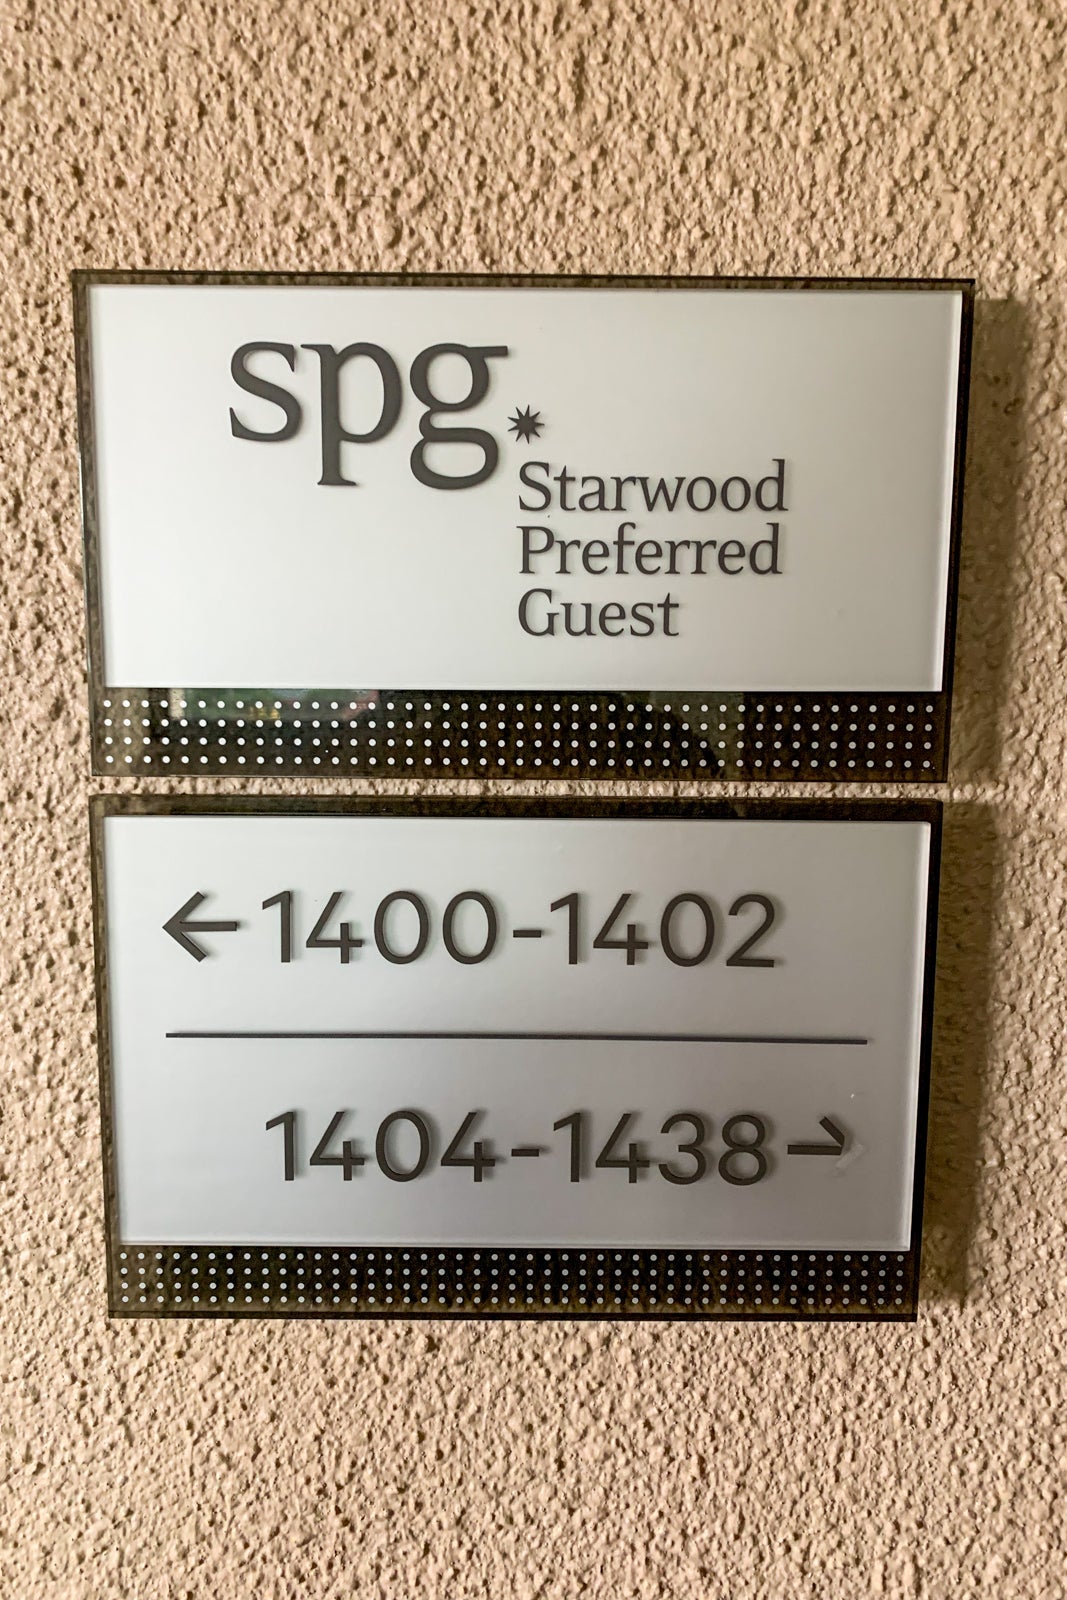 spg.
Starwood
Preferred
Guest
← 1400-1402
1404-1438 →